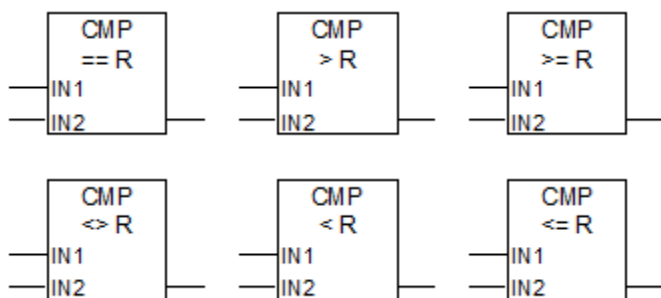 CMP CMP CMP
== R > R >= R
IN1 IN1 IN1
IN2 IN2 IN2
CMP CMP CMP
<> R < R <= R
IN1 IN1 IN1
IN2 IN2 IN2